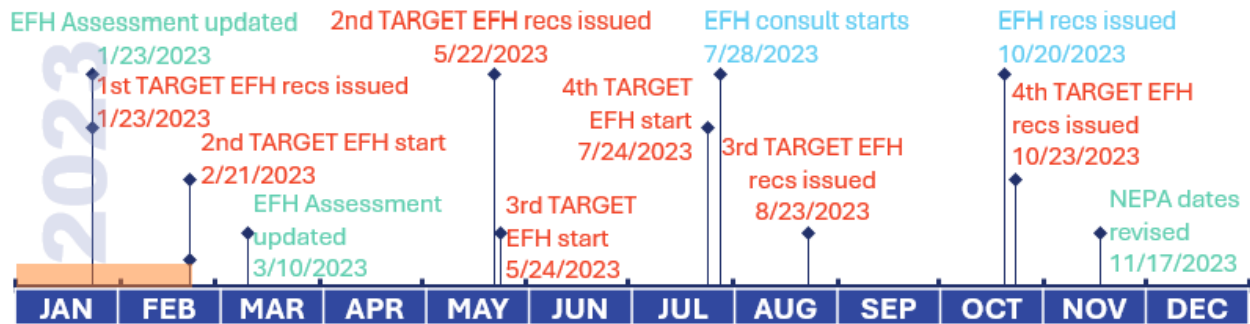 2023
EFH Assessment updated
1/23/2023
1st TARGET EFH recs issued
1/23/2023
2nd TARGET EFH start
2/21/2023
EFH Assessment
updated
3/10/2023
2nd TARGET EFH recs issued
5/22/2023
3rd TARGET
EFH start
5/24/2023
4th TARGET
EFH start
7/24/2023
EFH consult starts
7/28/2023
3rd TARGET EFH
recs issued
8/23/2023
EFH recs issued
10/20/2023
4th TARGET EFH
recs issued
10/23/2023
NEPA dates
revised
11/17/2023
JAN FEB MAR APR MAY JUN JUL AUG SEP OCT NOV DEC